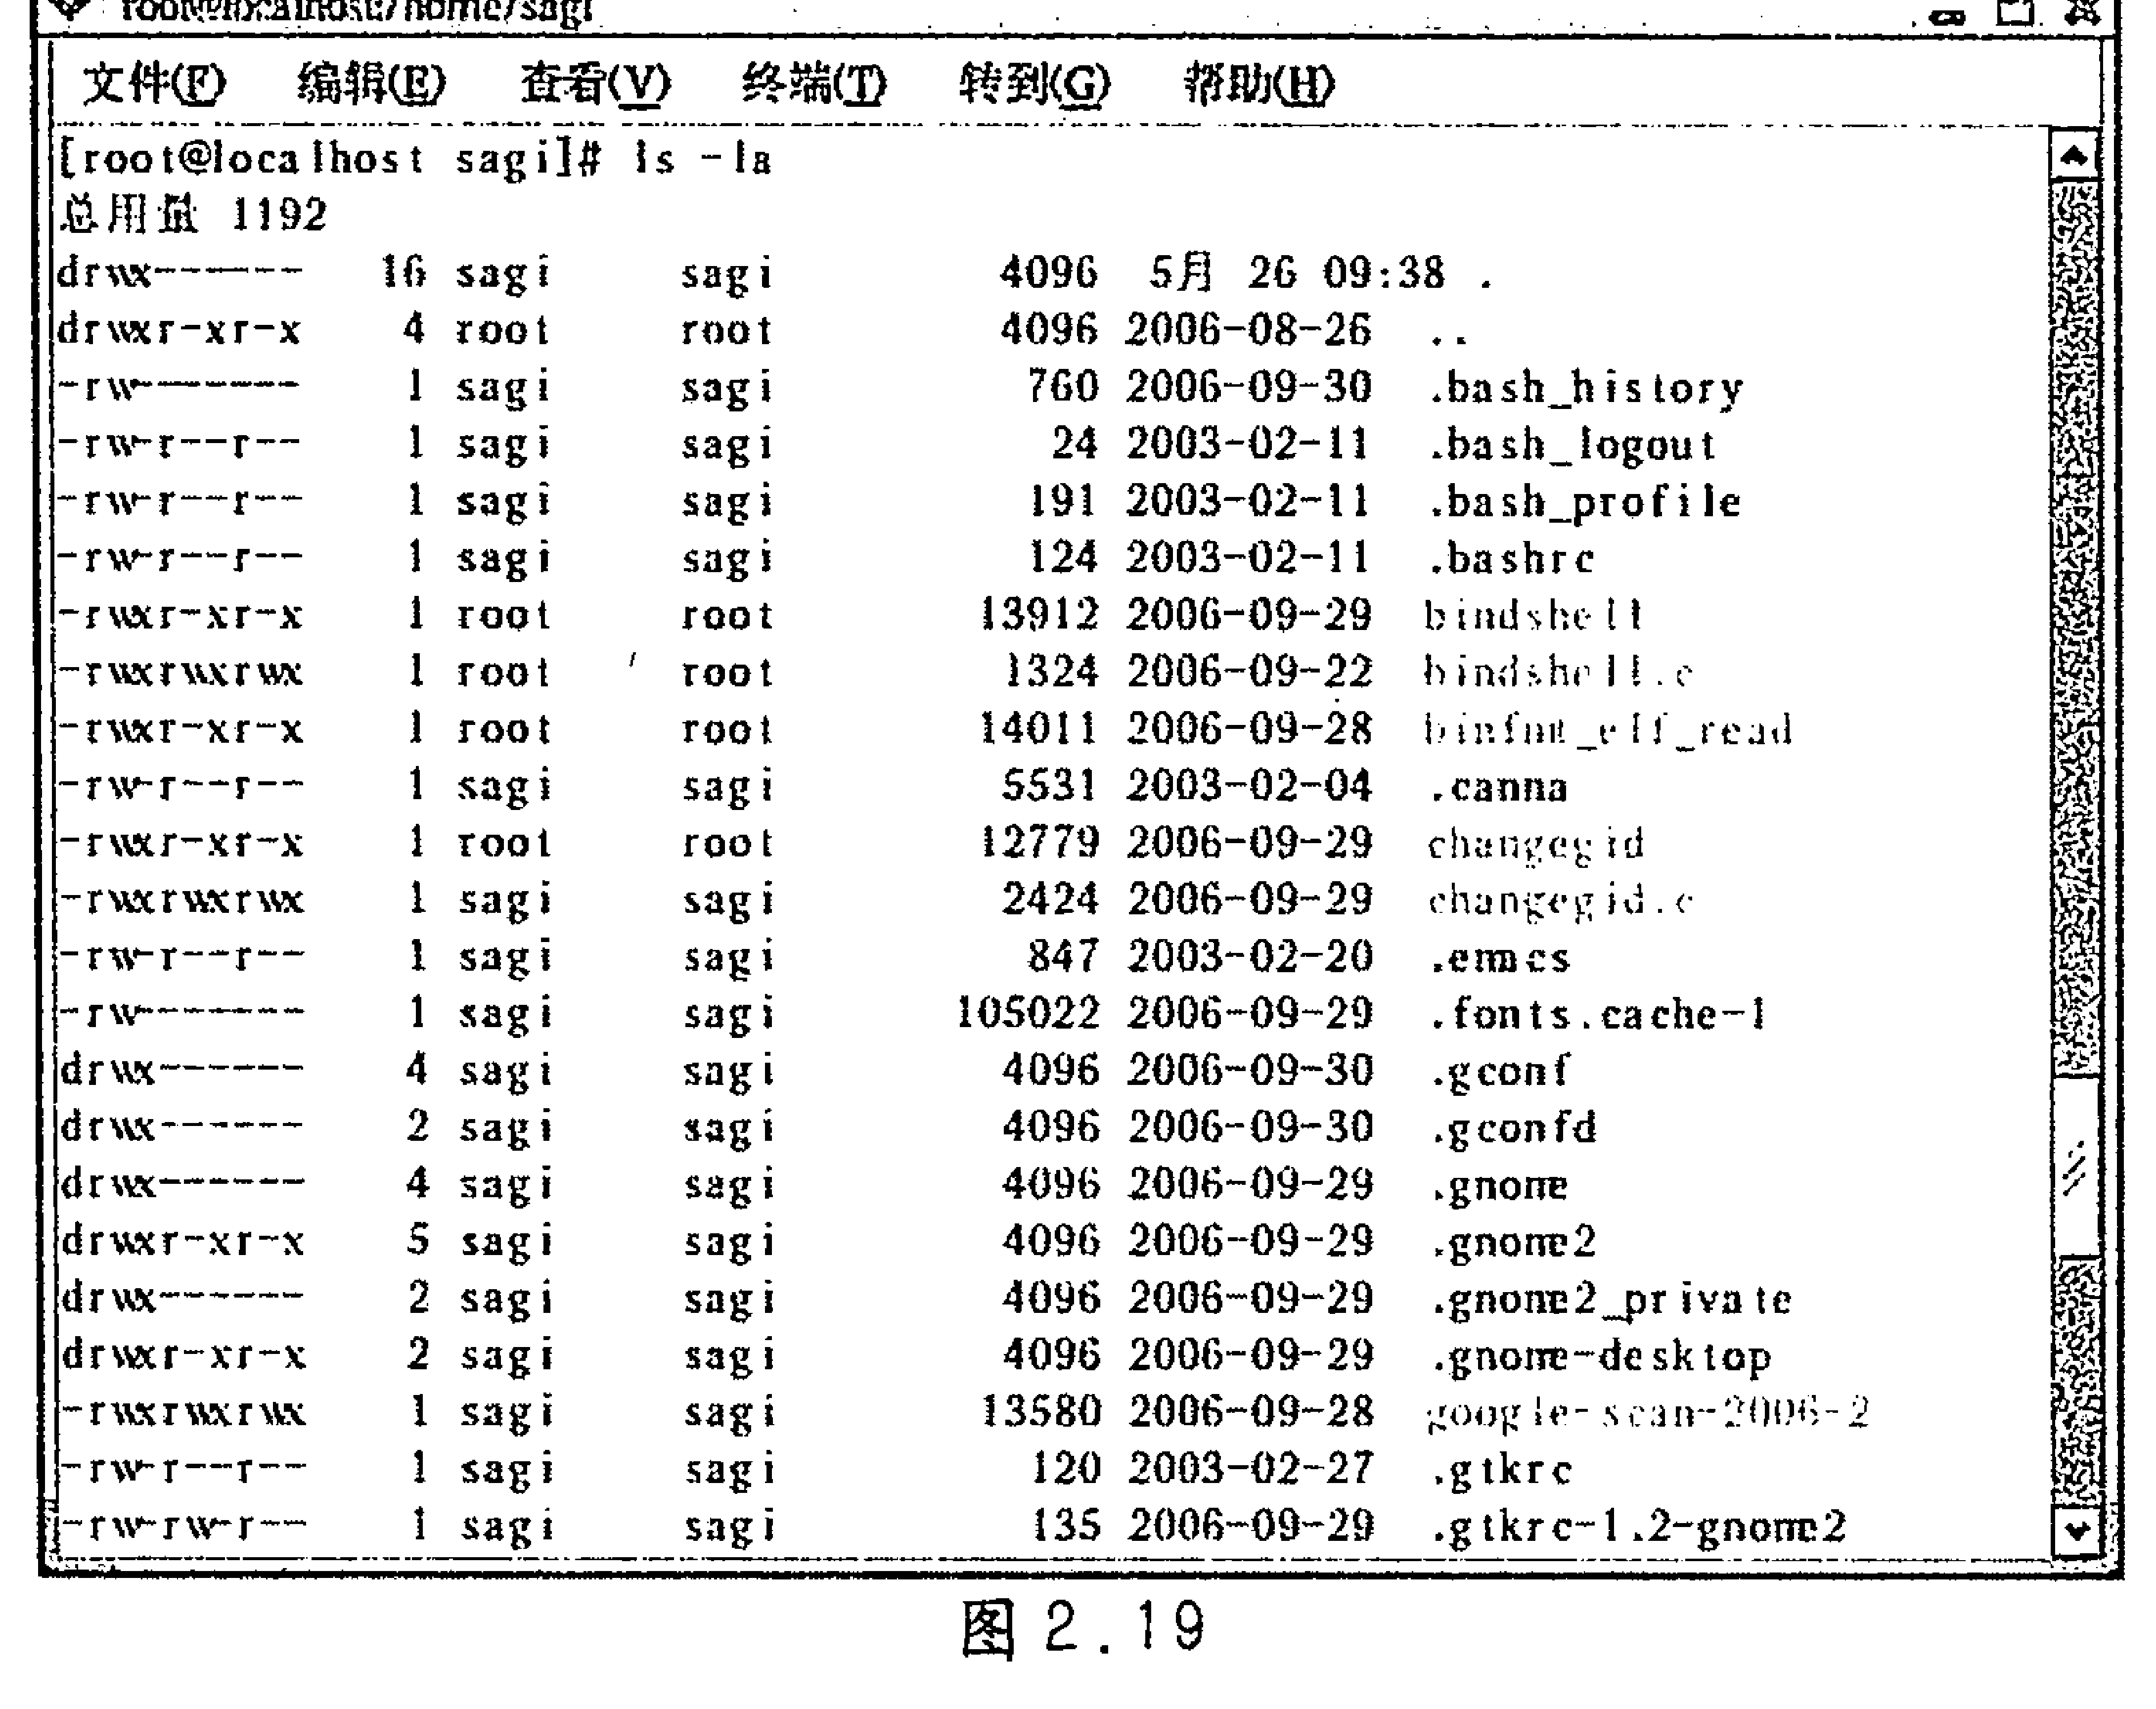 root@localhost:/home/sagi
文件(F) 编辑(E) 查看(V) 终端(T) 转到(G) 帮助(H)
[root@localhost sagi]# ls -la
总用量 1192
drwx------ 16 sagi sagi 4096 5月 26 09:38 .
drwxr-xr-x 4 root root 4096 2006-08-26 ..
-rw------- 1 sagi sagi 760 2006-09-30 .bash_history
-rw-r--r-- 1 sagi sagi 24 2003-02-11 .bash_logout
-rw-r--r-- 1 sagi sagi 191 2003-02-11 .bash_profile
-rw-r--r-- 1 sagi sagi 124 2003-02-11 .bashrc
-rwxr-xr-x 1 root root 13912 2006-09-29 bindshell
-rwxrwxrwx 1 root root 1324 2006-09-22 bindshell.c
-rwxr-xr-x 1 root root 14011 2006-09-28 binfmt_elf_read
-rw-r--r-- 1 sagi sagi 5531 2003-02-04 .canna
-rwxr-xr-x 1 root root 12779 2006-09-29 changegid
-rwxrwxrwx 1 sagi sagi 2424 2006-09-29 changegid.c
-rw-r--r-- 1 sagi sagi 847 2003-02-20 .emacs
-rw------- 1 sagi sagi 105022 2006-09-29 .fonts.cache-1
drwx------ 4 sagi sagi 4096 2006-09-30 .gconf
drwx------ 2 sagi sagi 4096 2006-09-30 .gconfd
drwx------ 4 sagi sagi 4096 2006-09-29 .gnome
drwxr-xr-x 5 sagi sagi 4096 2006-09-29 .gnome2
drwx------ 2 sagi sagi 4096 2006-09-29 .gnome2_private
drwxr-xr-x 2 sagi sagi 4096 2006-09-29 .gnome-desktop
-rwxrwxrwx 1 sagi sagi 13580 2006-09-28 google-scan-2006-2
-rw-r--r-- 1 sagi sagi 120 2003-02-27 .gtkrc
-rw-rw-r-- 1 sagi sagi 135 2006-09-29 .gtkrc-1.2-gnome2
图 2.19